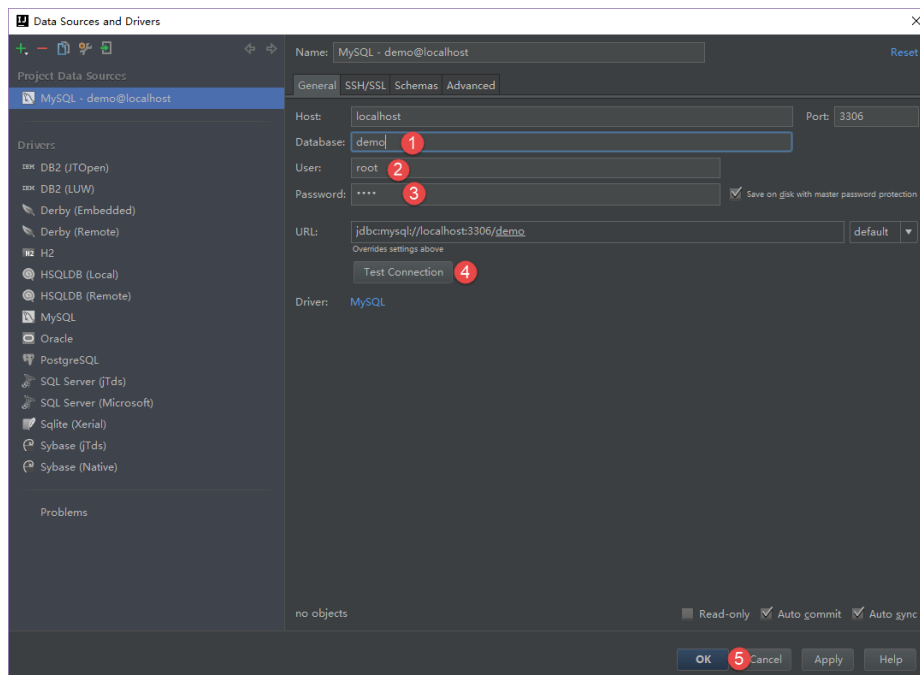 Data Sources and Drivers
Project Data Sources
MySQL - demo@localhost
Drivers
DB2 (JTOpen)
DB2 (LUW)
Derby (Embedded)
Derby (Remote)
H2 H2
HSQLDB (Local)
HSQLDB (Remote)
MySQL
Oracle
PostgreSQL
SQL Server (jTds)
SQL Server (Microsoft)
Sqlite (Xerial)
Sybase (jTds)
Sybase (Native)
Problems
Name: MySQL - demo@localhost Reset
General SSH/SSL Schemas Advanced
Host: localhost Port: 3306
Database: demo 1
User: root 2
Password: •••• 3 Save on disk with master password protection
URL: jdbc:mysql://localhost:3306/demo default
Overrides settings above
Test Connection 4
Driver: MySQL
no objects Read-only Auto commit Auto sync
OK 5 Cancel Apply Help